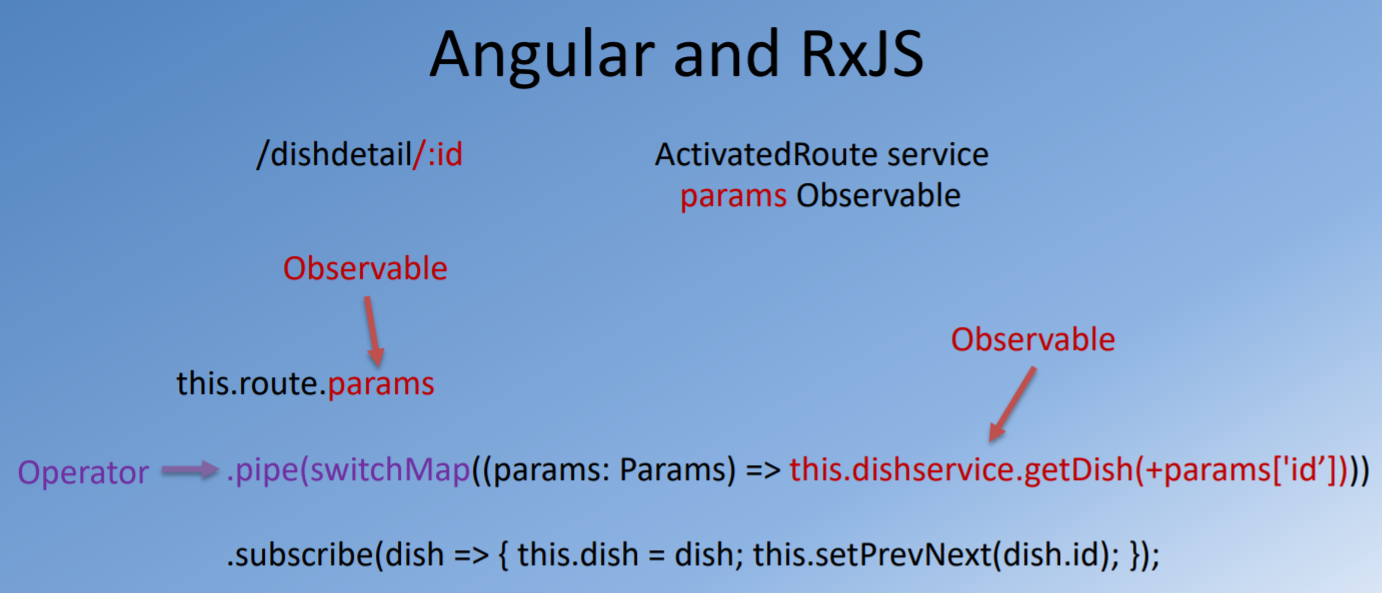 Angular and RxJS
/dishdetail/:id
ActivatedRoute service
params Observable
Observable
this.route.params
Observable
Operator
.pipe(switchMap((params: Params) => this.dishservice.getDish(+params['id’])))
.subscribe(dish => { this.dish = dish; this.setPrevNext(dish.id); });